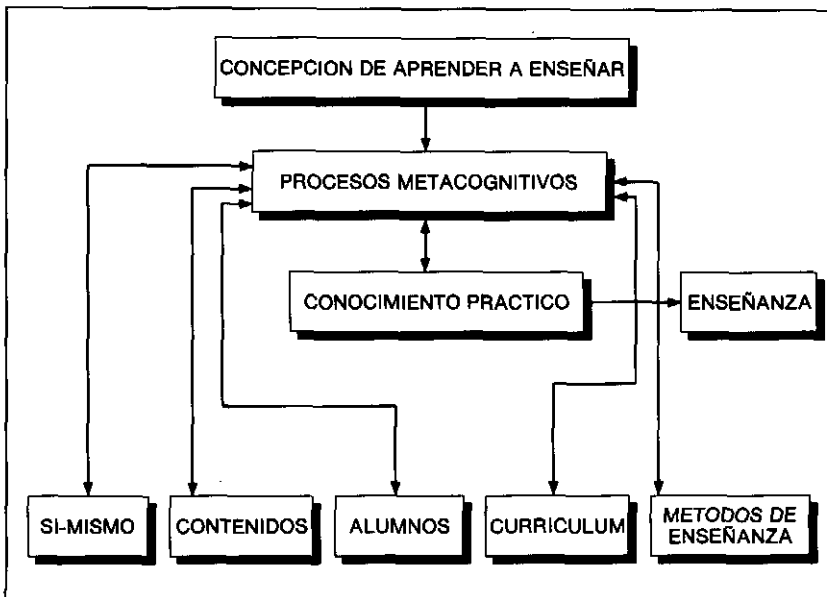 CONCEPCION DE APRENDER A ENSEÑAR
PROCESOS METACOGNITIVOS
CONOCIMIENTO PRACTICO
ENSEÑANZA
SI-MISMO
CONTENIDOS
ALUMNOS
CURRICULUM
METODOS DE
ENSEÑANZA